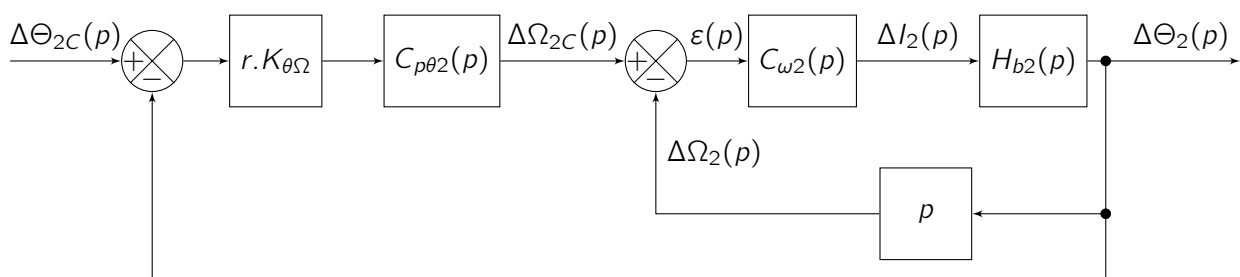 ΔΘ₂C(p) + − r.KθΩ Cpθ2(p) ΔΩ₂C(p) + − ε(p) Cω2(p) ΔI₂(p) Hb2(p) ΔΘ₂(p)
ΔΩ₂(p)
p